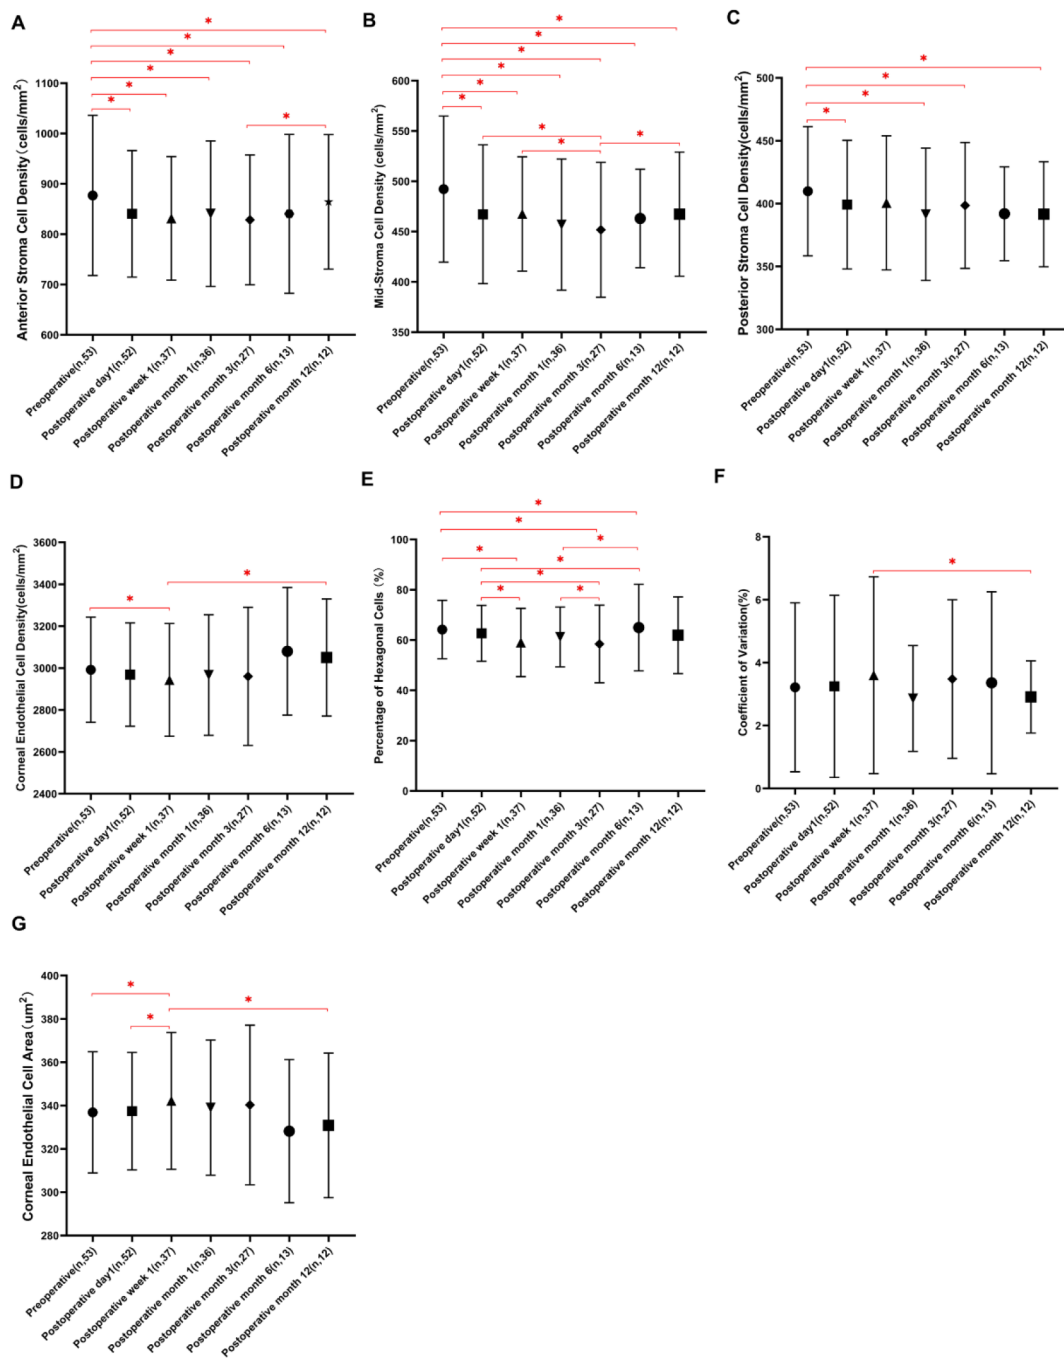 A
Anterior Stroma Cell Density (cells/mm²)
1100
1000
900
800
700
600
* * * * * * *
Preoperative(n,53)
Postoperative day1(n,52)
Postoperative week 1(n,37)
Postoperative month 1(n,36)
Postoperative month 3(n,27)
Postoperative month 6(n,13)
Postoperative month 12(n,12)
B
Mid-Stroma Cell Density (cells/mm²)
600
550
500
450
400
350
* * * * * * * * *
Preoperative(n,53)
Postoperative day1(n,52)
Postoperative week 1(n,37)
Postoperative month 1(n,36)
Postoperative month 3(n,27)
Postoperative month 6(n,13)
Postoperative month 12(n,12)
C
Posterior Stroma Cell Density(cells/mm²)
500
450
400
350
300
* * * *
Preoperative(n,53)
Postoperative day1(n,52)
Postoperative week 1(n,37)
Postoperative month 1(n,36)
Postoperative month 3(n,27)
Postoperative month 6(n,13)
Postoperative month 12(n,12)
D
Corneal Endothelial Cell Density(cells/mm²)
3600
3400
3200
3000
2800
2600
2400
* *
Preoperative(n,53)
Postoperative day1(n,52)
Postoperative week 1(n,37)
Postoperative month 1(n,36)
Postoperative month 3(n,27)
Postoperative month 6(n,13)
Postoperative month 12(n,12)
E
Percentage of Hexagonal Cells (%)
100
80
60
40
20
0
* * * * * * * *
Preoperative(n,53)
Postoperative day1(n,52)
Postoperative week 1(n,37)
Postoperative month 1(n,36)
Postoperative month 3(n,27)
Postoperative month 6(n,13)
Postoperative month 12(n,12)
F
Coefficient of Variation(%)
8
6
4
2
0
*
Preoperative(n,53)
Postoperative day1(n,52)
Postoperative week 1(n,37)
Postoperative month 1(n,36)
Postoperative month 3(n,27)
Postoperative month 6(n,13)
Postoperative month 12(n,12)
G
Corneal Endothelial Cell Area (um²)
400
380
360
340
320
300
280
* * *
Preoperative(n,53)
Postoperative day1(n,52)
Postoperative week 1(n,37)
Postoperative month 1(n,36)
Postoperative month 3(n,27)
Postoperative month 6(n,13)
Postoperative month 12(n,12)